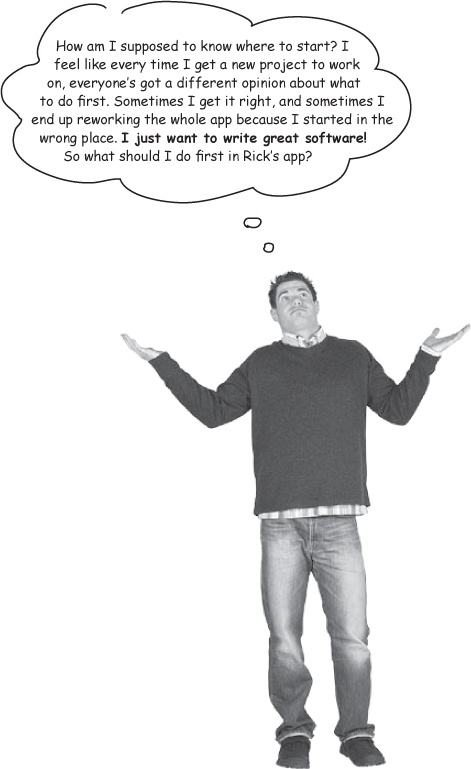 How am I supposed to know where to start? I
feel like every time I get a new project to work
on, everyone's got a different opinion about what
to do first. Sometimes I get it right, and sometimes I
end up reworking the whole app because I started in the
wrong place. I just want to write great software!
So what should I do first in Rick's app?